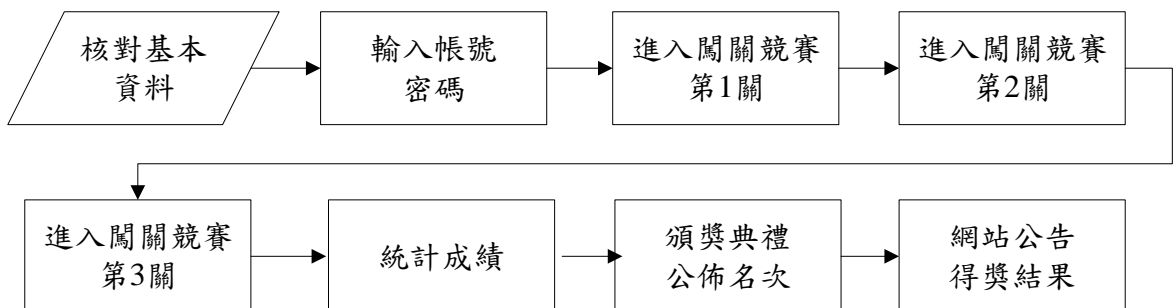 核對基本
資料
輸入帳號
密碼
進入闖關競賽
第1關
進入闖關競賽
第2關
進入闖關競賽
第3關
統計成績
頒獎典禮
公佈名次
網站公告
得獎結果